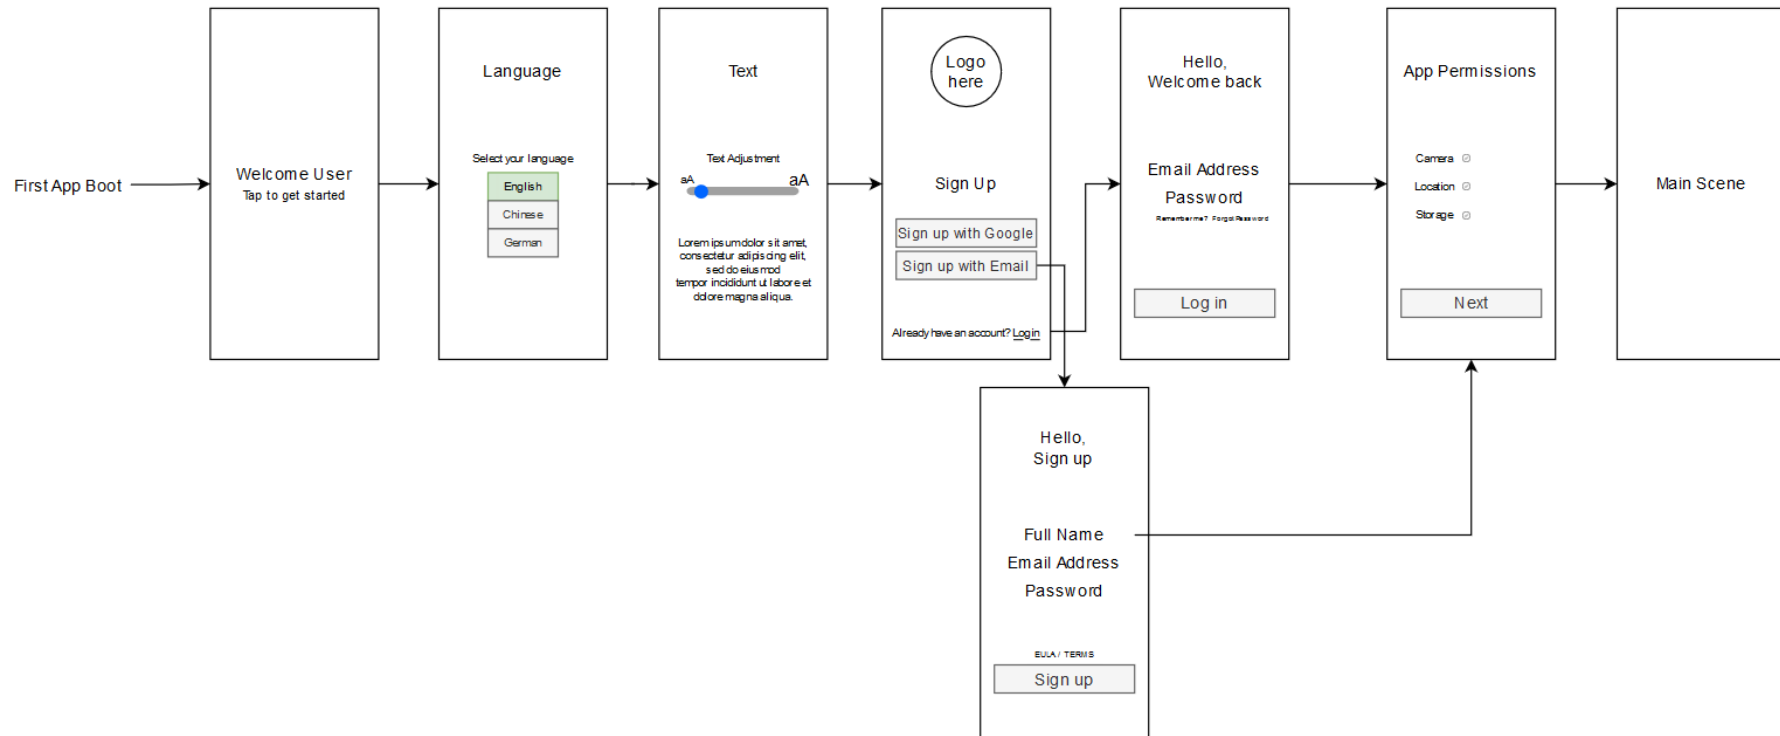 First App Boot
Welcome User
Tap to get started
Language
Select your language
English
Chinese
German
Text
Text Adjustment
aA
aA
Lorem ipsum dolor sit amet,
consectetur adipiscing elit,
sed do eiusmod
tempor incididunt ut labore et
dolore magna aliqua.
Logo
here
Sign Up
Sign up with Google
Sign up with Email
Already have an account? Login
Hello,
Welcome back
Email Address
Password
Remember me? Forgot Password
Log in
App Permissions
Camera
Location
Storage
Next
Main Scene
Hello,
Sign up
Full Name
Email Address
Password
EULA / TERMS
Sign up